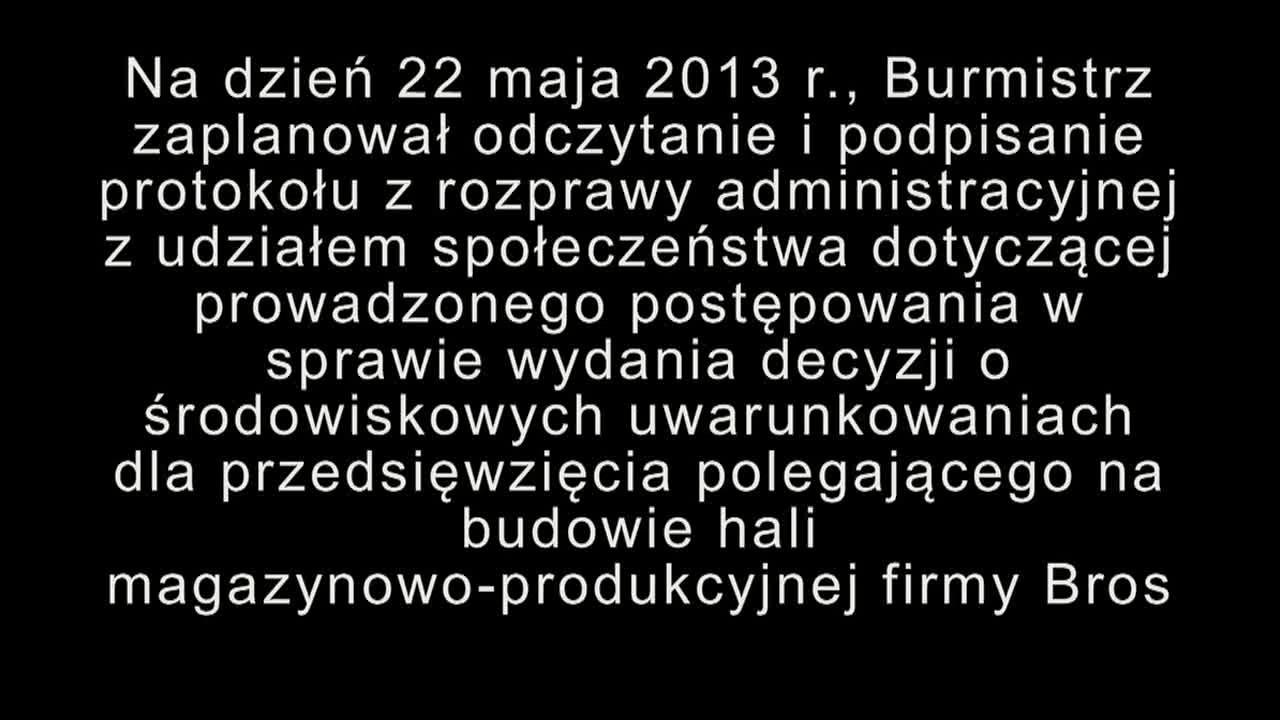 Na dzień 22 maja 2013 r., Burmistrz
zaplanował odczytanie i podpisanie
protokołu z rozprawy administracyjnej
z udziałem społeczeństwa dotyczącej
prowadzonego postępowania w
sprawie wydania decyzji o
środowiskowych uwarunkowaniach
dla przedsięwzięcia polegającego na
budowie hali
magazynowo-produkcyjnej firmy Bros